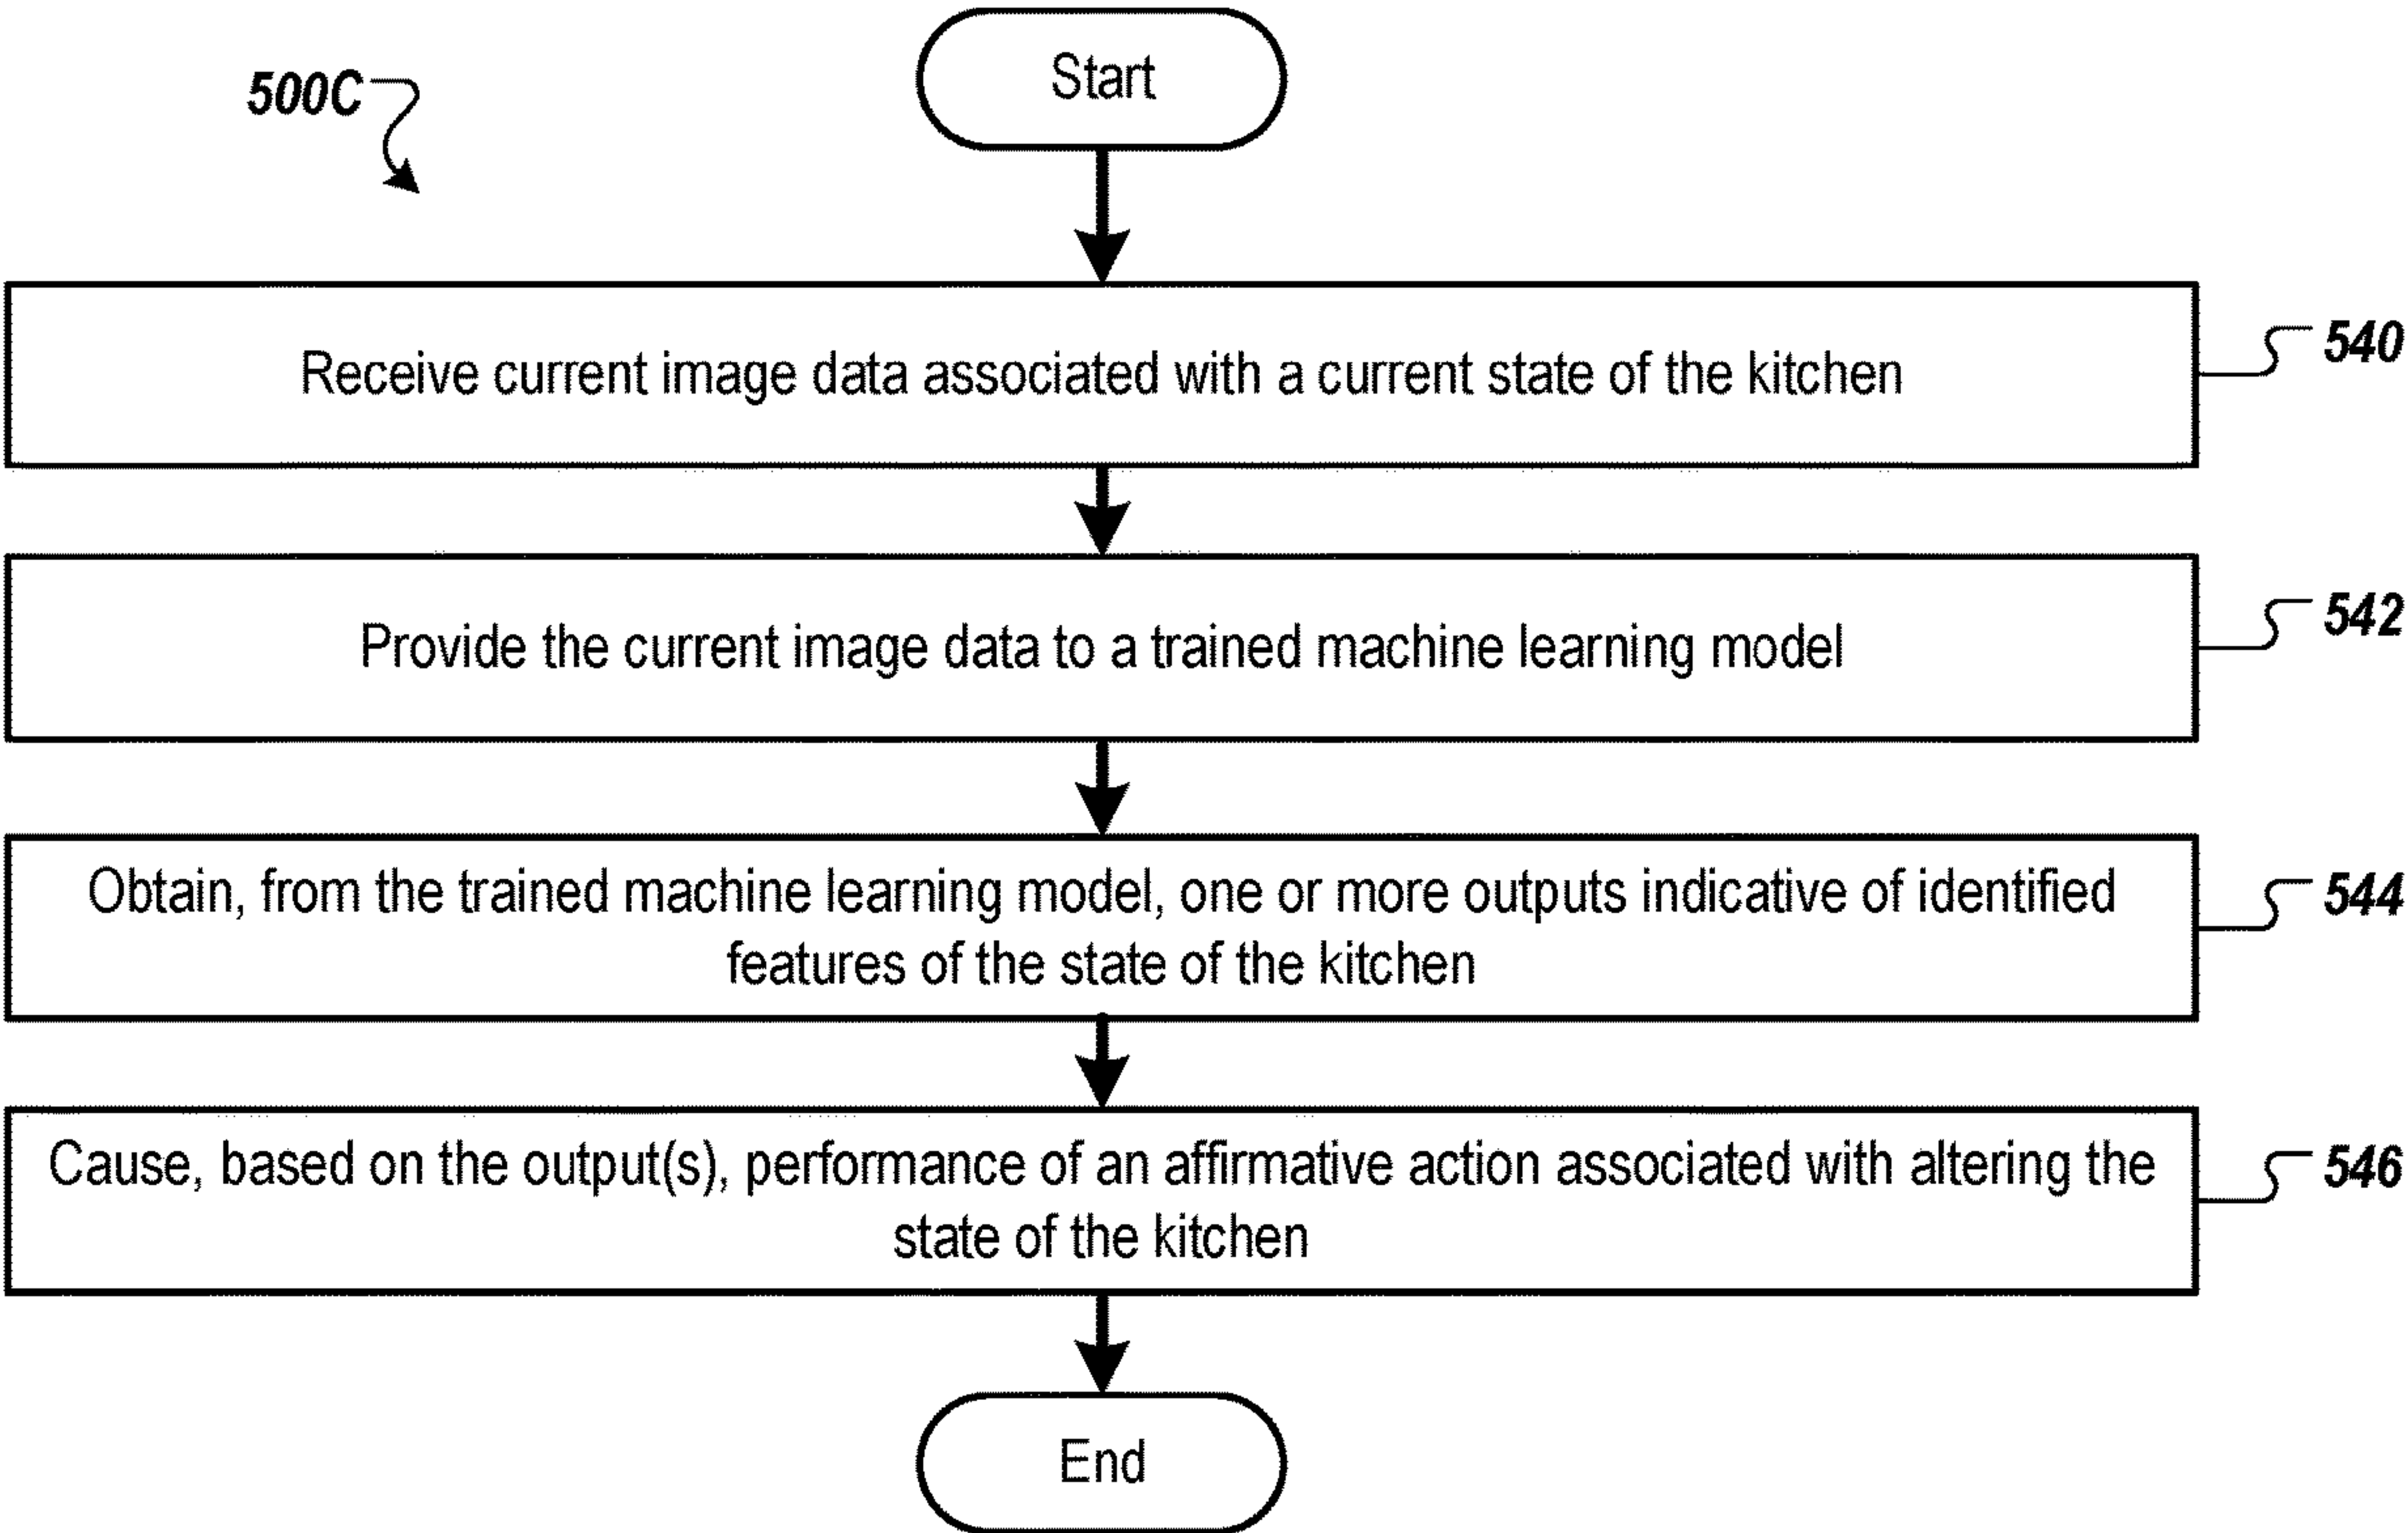 500C
Start
Receive current image data associated with a current state of the kitchen
540
Provide the current image data to a trained machine learning model
542
Obtain, from the trained machine learning model, one or more outputs indicative of identified
features of the state of the kitchen
544
Cause, based on the output(s), performance of an affirmative action associated with altering the
state of the kitchen
546
End